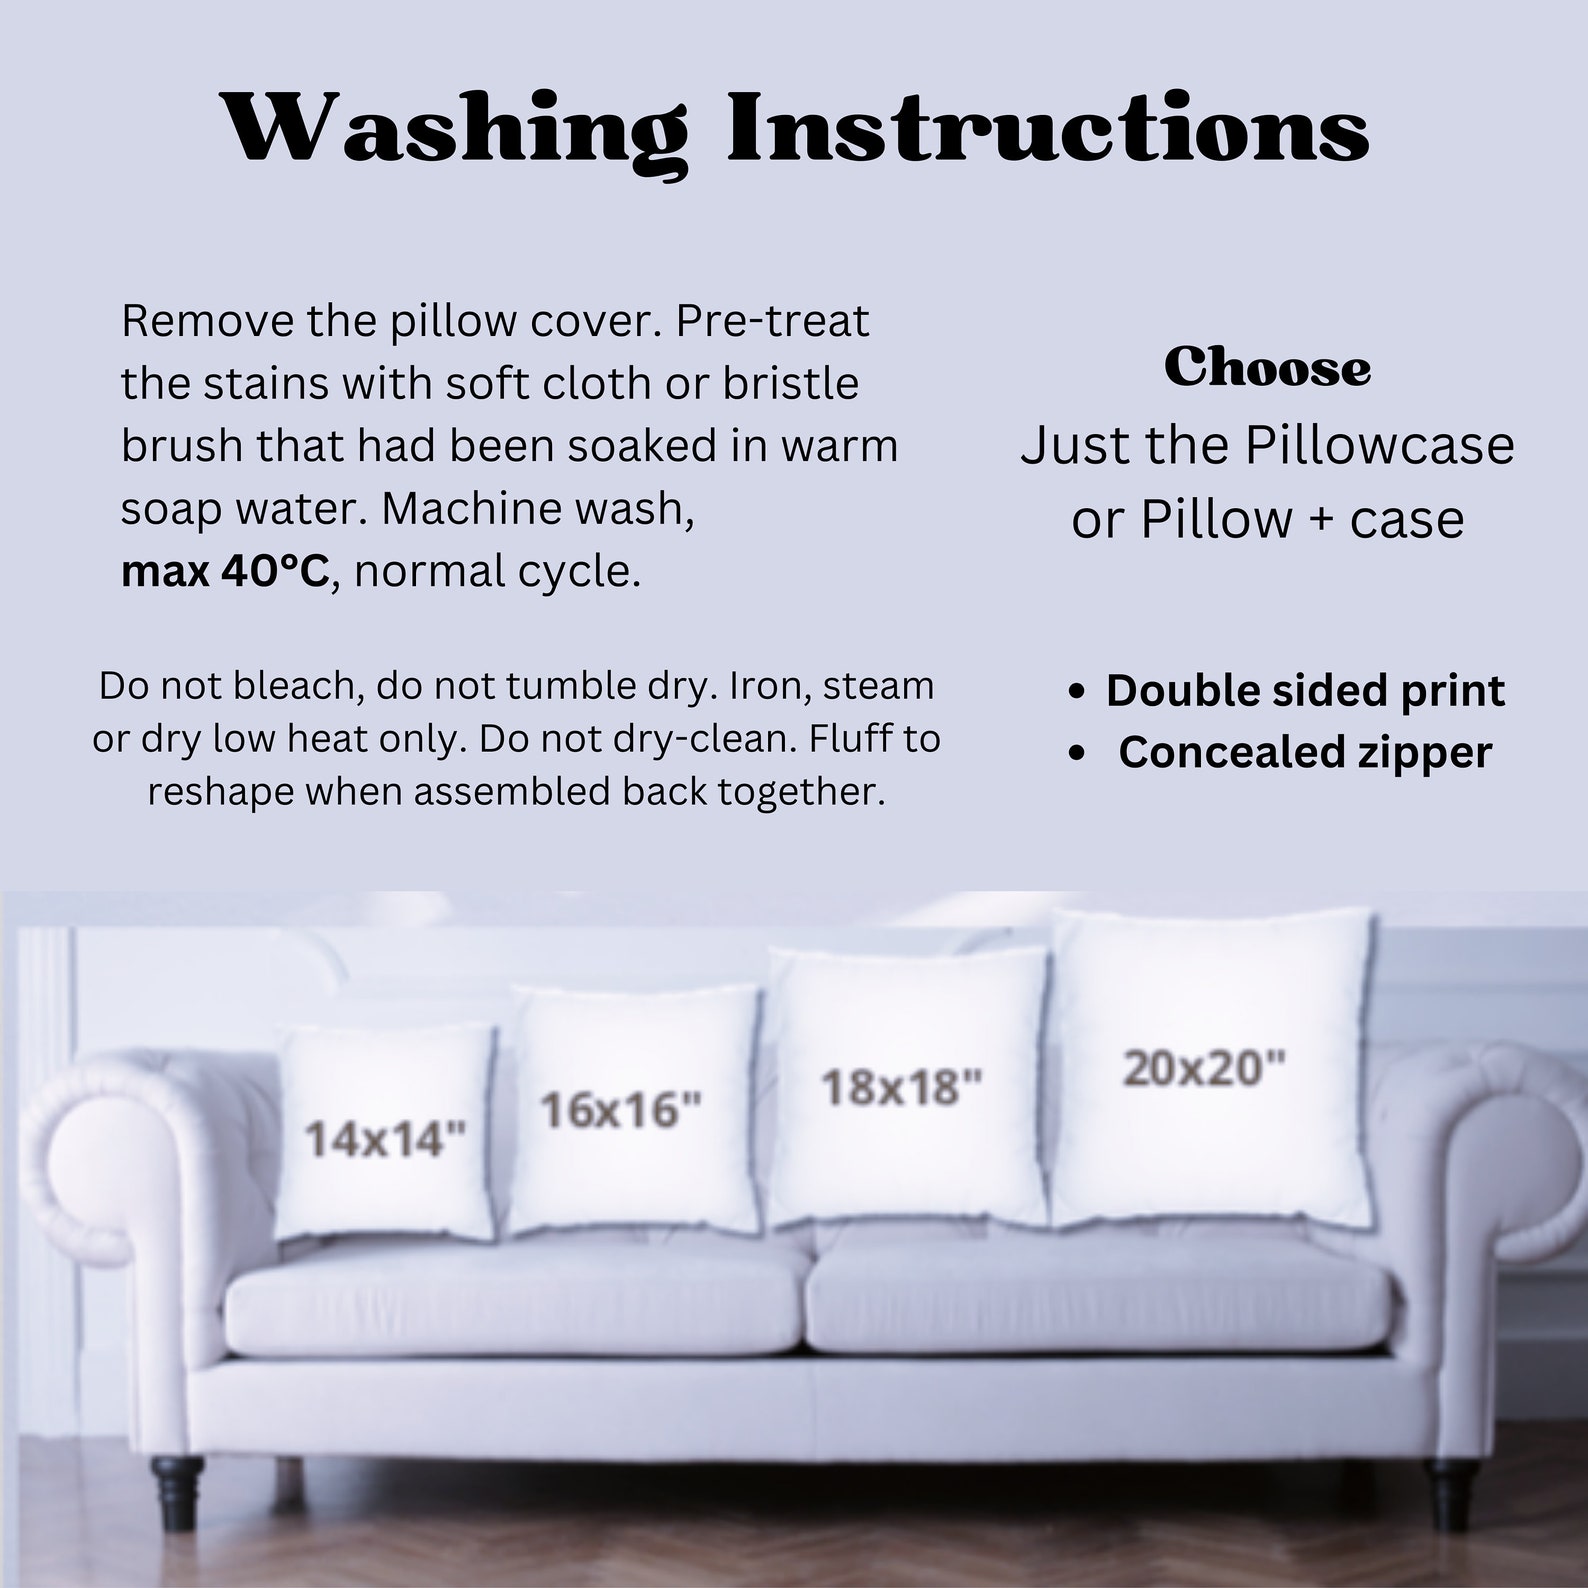 Washing Instructions
Remove the pillow cover. Pre-treat
the stains with soft cloth or bristle
brush that had been soaked in warm
soap water. Machine wash,
max 40°C, normal cycle.
Do not bleach, do not tumble dry. Iron, steam
or dry low heat only. Do not dry-clean. Fluff to
reshape when assembled back together.
Choose
Just the Pillowcase
or Pillow + case
• Double sided print
• Concealed zipper
14x14"
16x16"
18x18"
20x20"